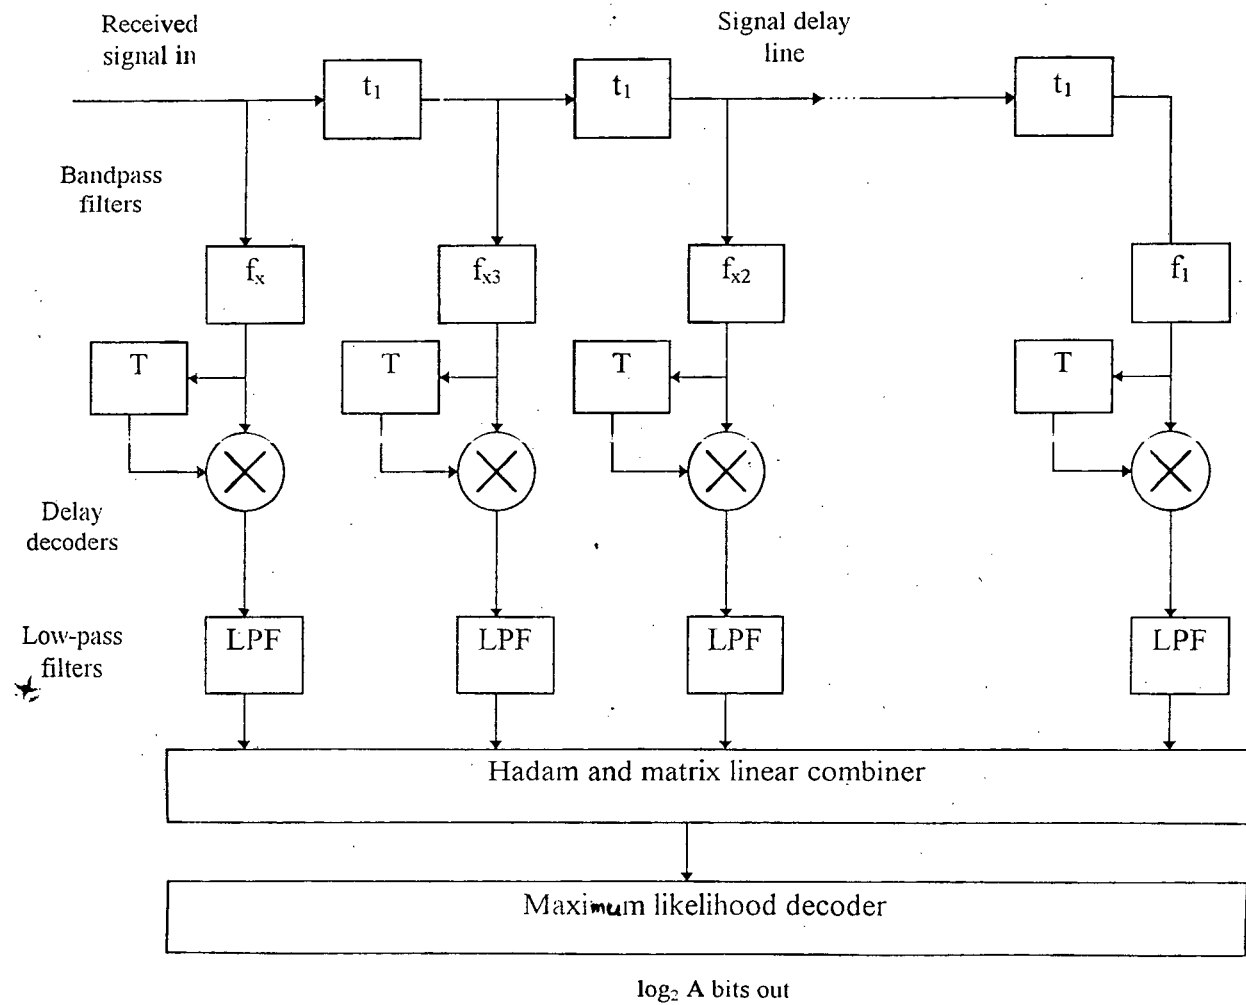 Received
signal in
Signal delay
line
t₁
t₁
t₁
Bandpass
filters
fₓ
fₓ₃
fₓ₂
f₁
T
T
T
T
Delay
decoders
Low-pass
filters
LPF
LPF
LPF
LPF
Hadam and matrix linear combiner
Maximum likelihood decoder
log₂ A bits out